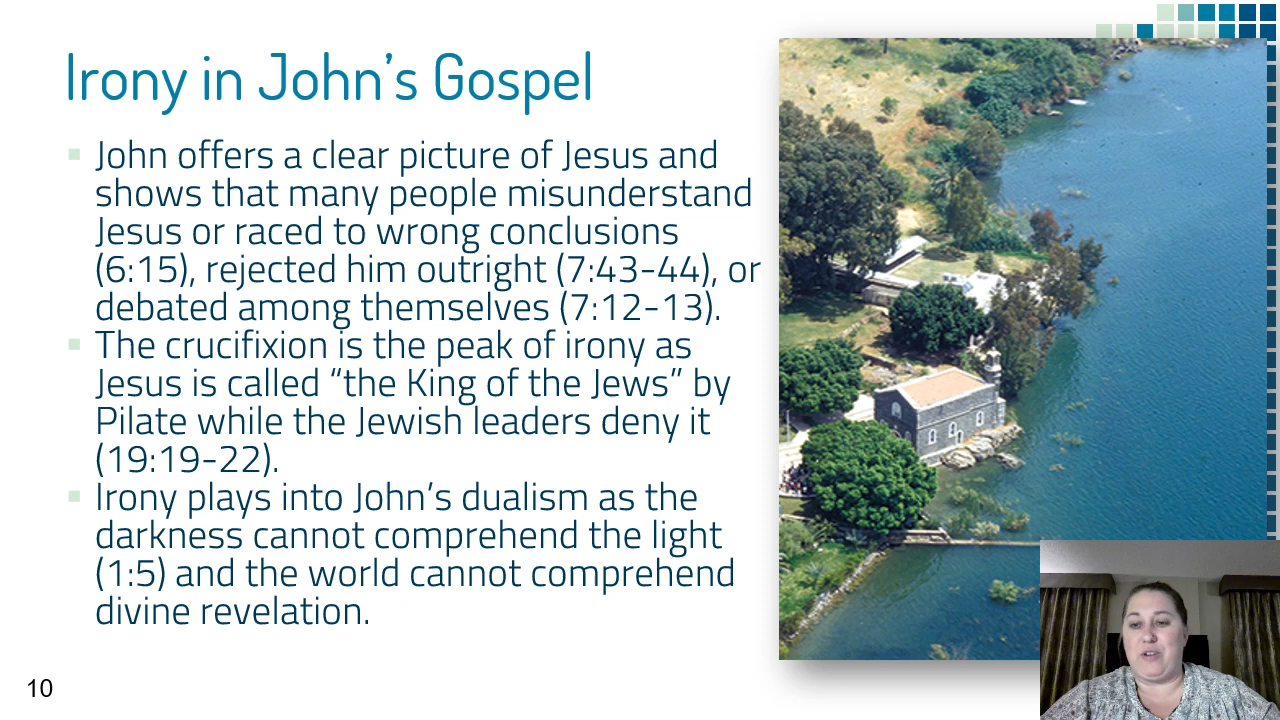 Irony in John’s Gospel
John offers a clear picture of Jesus and
shows that many people misunderstand
Jesus or raced to wrong conclusions
(6:15), rejected him outright (7:43-44), or
debated among themselves (7:12-13).
The crucifixion is the peak of irony as
Jesus is called “the King of the Jews” by
Pilate while the Jewish leaders deny it
(19:19-22).
Irony plays into John’s dualism as the
darkness cannot comprehend the light
(1:5) and the world cannot comprehend
divine revelation.
10